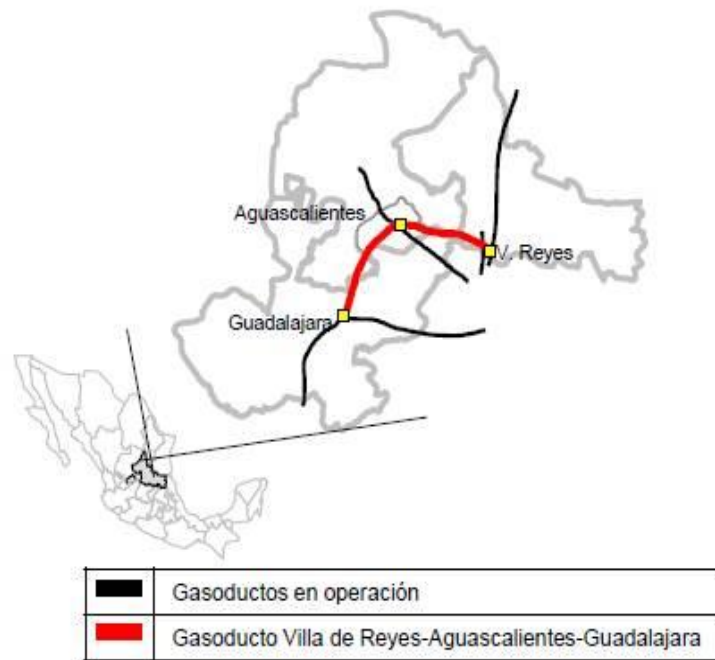 Aguascalientes
V. Reyes
Guadalajara
Gasoductos en operación
Gasoducto Villa de Reyes-Aguascalientes-Guadalajara